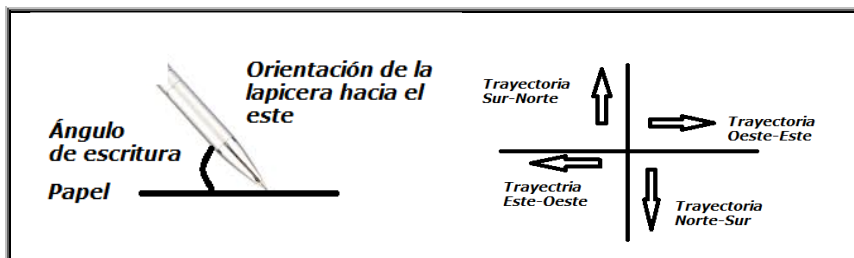 Orientación de la
lapicera hacia el
este
Ángulo
de escritura
Papel
Trayectoria
Sur-Norte
Trayectoria
Oeste-Este
Trayectria
Este-Oeste
Trayectoria
Norte-Sur